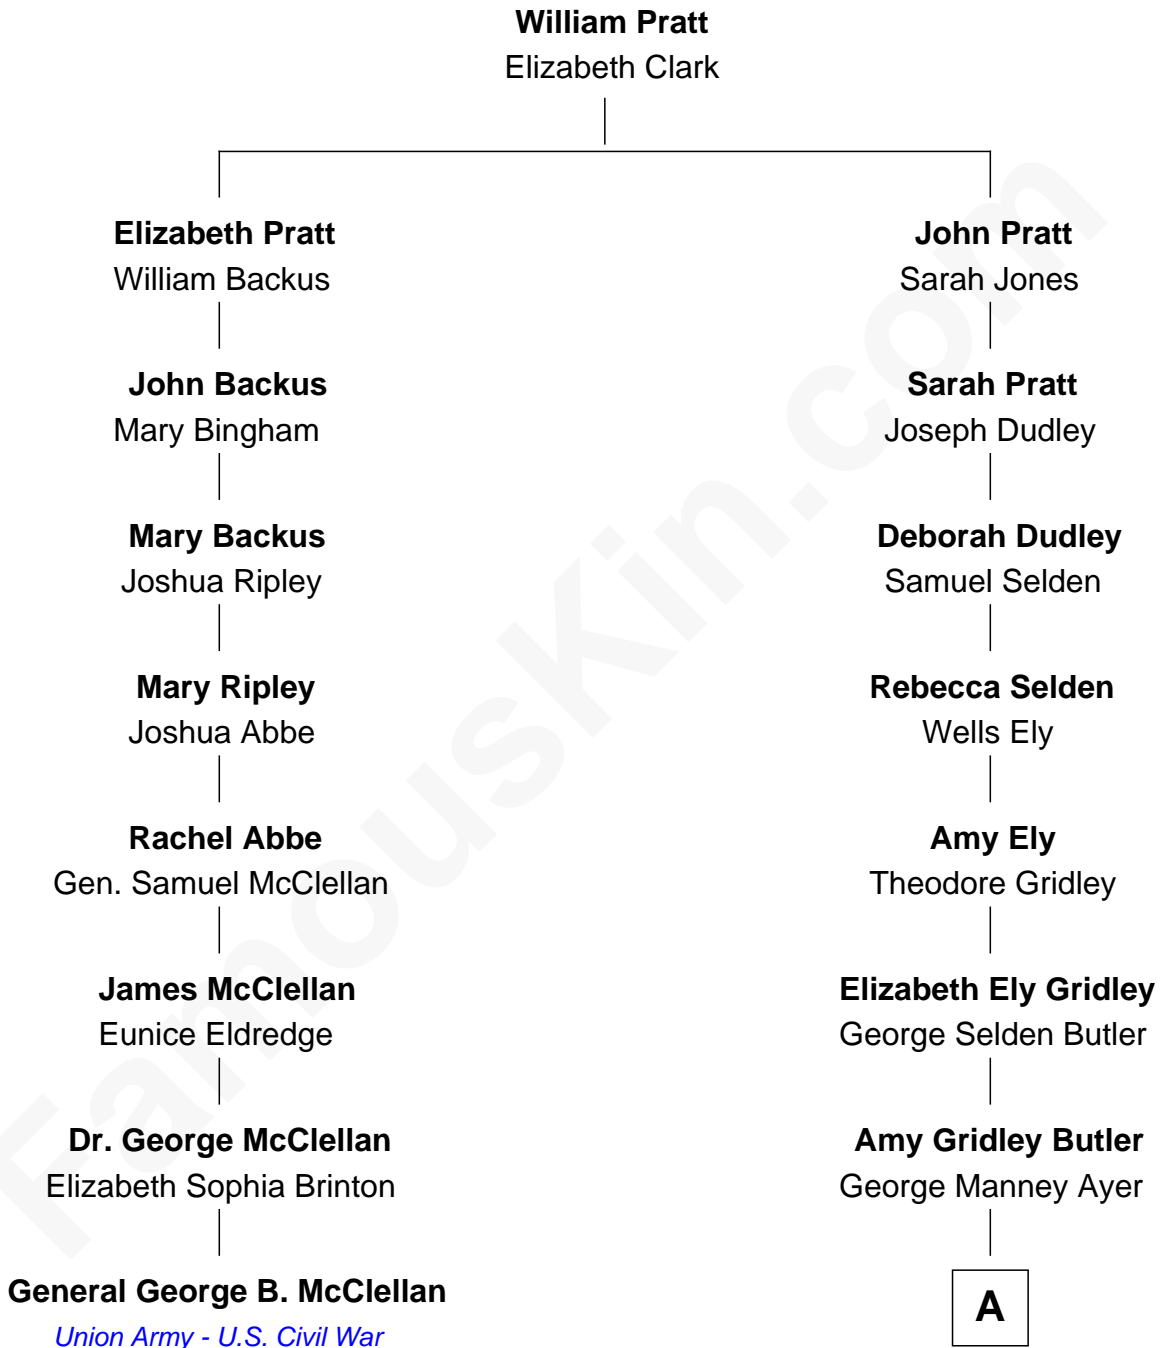 William Pratt
Elizabeth Clark
Elizabeth Pratt
William Backus
John Pratt
Sarah Jones
John Backus
Mary Bingham
Sarah Pratt
Joseph Dudley
Mary Backus
Joshua Ripley
Deborah Dudley
Samuel Selden
Mary Ripley
Joshua Abbe
Rebecca Selden
Wells Ely
Rachel Abbe
Gen. Samuel McClellan
Amy Ely
Theodore Gridley
James McClellan
Eunice Eldredge
Elizabeth Ely Gridley
George Selden Butler
Dr. George McClellan
Elizabeth Sophia Brinton
Amy Gridley Butler
George Manney Ayer
General George B. McClellan
Union Army - U.S. Civil War
A
FamousKin.com